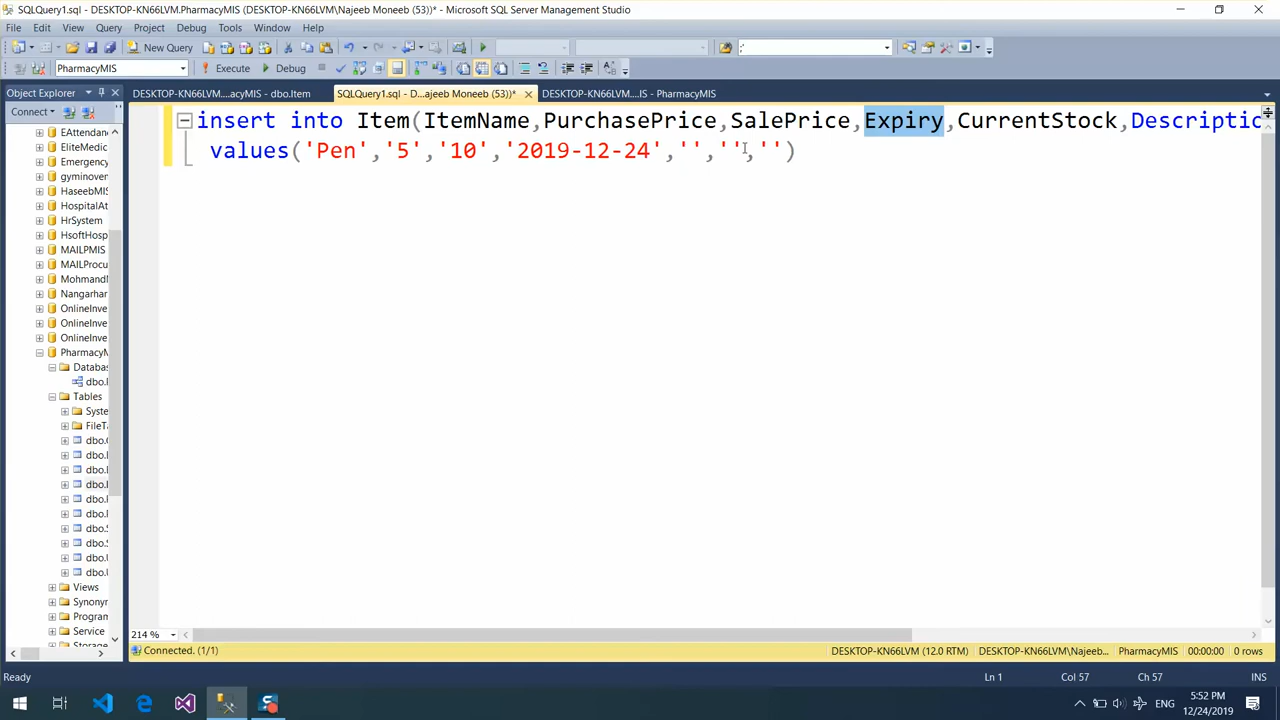 SQLQuery1.sql - DESKTOP-KN66LVM.PharmacyMIS (DESKTOP-KN66LVM\Najeeb Moneeb (53))* - Microsoft SQL Server Management Studio
File Edit View Query Project Debug Tools Window Help
New Query
PharmacyMIS Execute Debug
Object Explorer
DESKTOP-KN66LVM....acyMIS - dbo.Item SQLQuery1.sql - D...ajeeb Moneeb (53))* DESKTOP-KN66LVM....IS - PharmacyMIS
Connect
insert into Item(ItemName,PurchasePrice,SalePrice,Expiry,CurrentStock,Descriptic
values('Pen','5','10','2019-12-24','','','')
EAttendan
EliteMedic
Emergency
gyminoven
HaseebMIS
HospitalAt
HrSystem
HsoftHosp
MAILPMIS
MAILProcu
Mohmand
Nangarhar
OnlineInve
OnlineInve
OnlineInve
PharmacyM
Databa
dbo.
Tables
Syste
FileTa
dbo.
dbo.
dbo.
dbo.
dbo.
dbo.
dbo.
dbo.
dbo.
dbo.
Views
Synonym
Program
Service
Storage
214 %
Connected. (1/1) DESKTOP-KN66LVM (12.0 RTM) DESKTOP-KN66LVM\Najeeb... PharmacyMIS 00:00:00 0 rows
Ready Ln 1 Col 57 Ch 57 INS
ENG 5:52 PM
12/24/2019